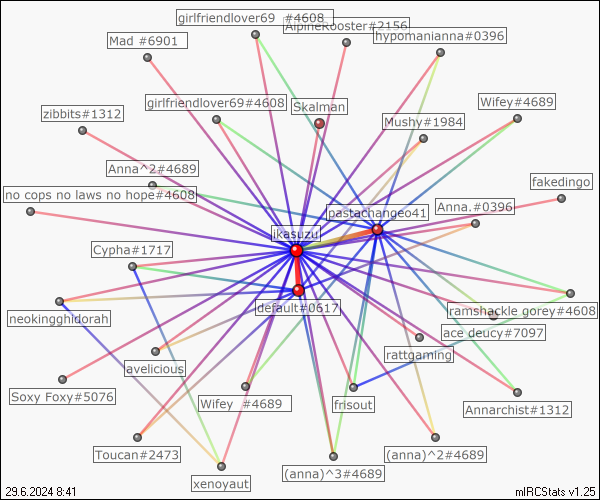 girlfriendlover69 #4608
AlpineRooster#2156
Mad #6901
hypomanianna#0396
zibbits#1312
girlfriendlover69#4608
Skalman
Wifey#4689
Mushy#1984
Anna^2#4689
no cops no laws no hope#4608
fakedingo
Anna.#0396
pastachangeo41
ikasuzu
Cypha#1717
default#0617
neokingghidorah
ramshackle gorey#4608
ace deucy#7097
rattgaming
avelicious
Soxy Foxy#5076
Wifey #4689
frisout
Annarchist#1312
Toucan#2473
(anna)^3#4689
(anna)^2#4689
xenoyaut
29.6.2024 8:41
mIRCStats v1.25